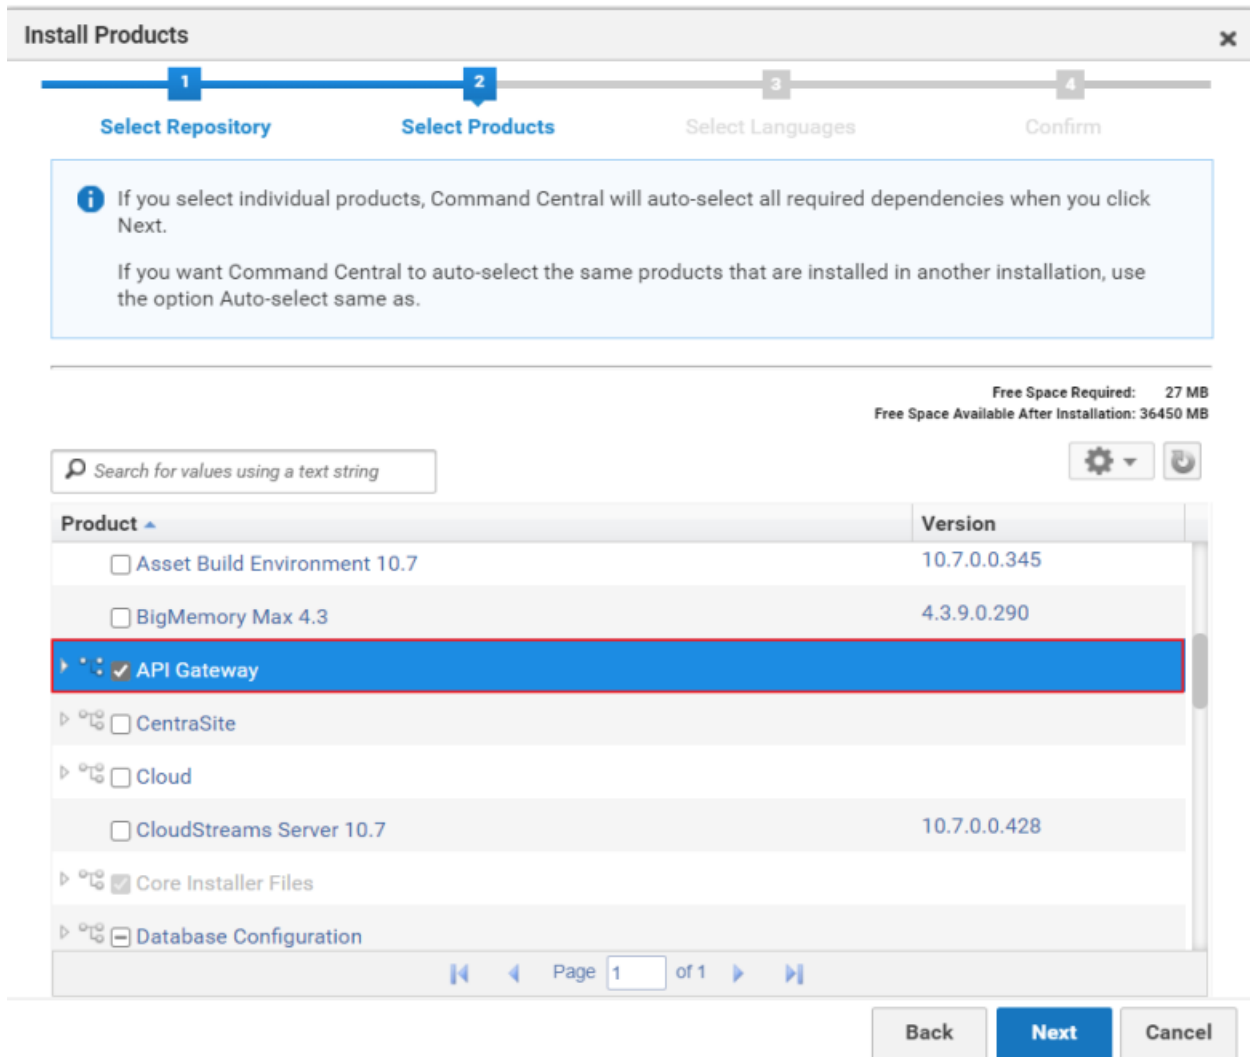 Install Products
1
2
3
4
Select Repository
Select Products
Select Languages
Confirm
If you select individual products, Command Central will auto-select all required dependencies when you click
Next.
If you want Command Central to auto-select the same products that are installed in another installation, use
the option Auto-select same as.
Free Space Required: 27 MB
Free Space Available After Installation: 36450 MB
Search for values using a text string
Product Version
Asset Build Environment 10.7 10.7.0.0.345
BigMemory Max 4.3 4.3.9.0.290
API Gateway
CentraSite
Cloud
CloudStreams Server 10.7 10.7.0.0.428
Core Installer Files
Database Configuration
Page 1 of 1
Back Next Cancel